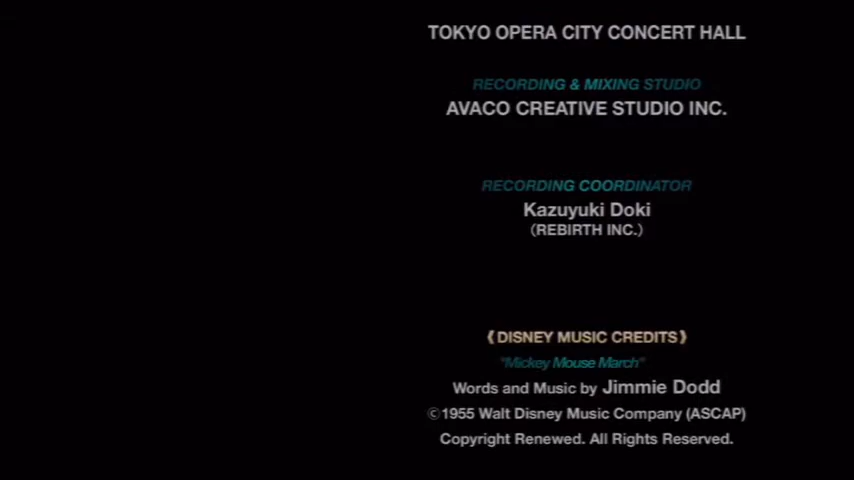 TOKYO OPERA CITY CONCERT HALL
RECORDING & MIXING STUDIO
AVACO CREATIVE STUDIO INC.
RECORDING COORDINATOR
Kazuyuki Doki
(REBIRTH INC.)
⟪DISNEY MUSIC CREDITS⟫
"Mickey Mouse March"
Words and Music by Jimmie Dodd
©1955 Walt Disney Music Company (ASCAP)
Copyright Renewed. All Rights Reserved.